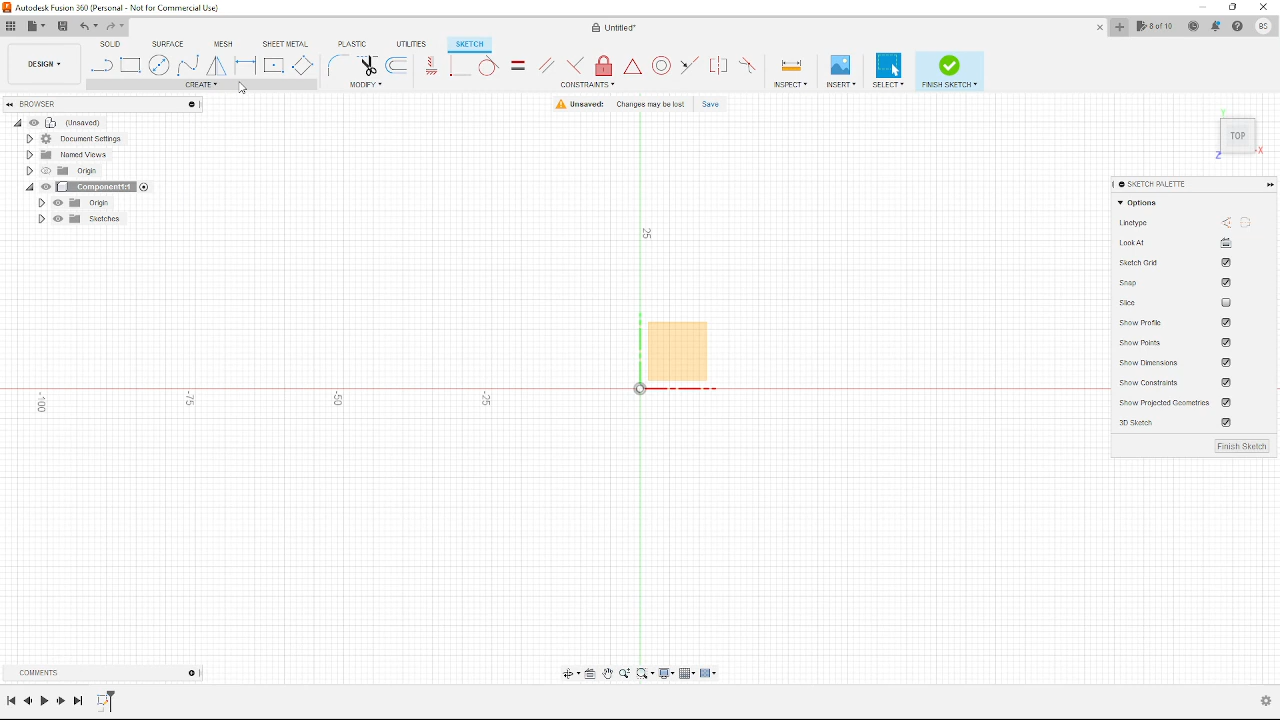 Autodesk Fusion 360 (Personal - Not for Commercial Use)
Untitled*
8 of 10
BS
SOLID SURFACE MESH SHEET METAL PLASTIC UTILITIES SKETCH
DESIGN
CREATE MODIFY CONSTRAINTS INSPECT INSERT SELECT FINISH SKETCH
BROWSER
Unsaved: Changes may be lost Save
(Unsaved)
Document Settings
Named Views
Origin
Component1:1
Origin
Sketches
TOP
Y
Z
X
SKETCH PALETTE
Options
Linetype
Look At
Sketch Grid
Snap
Slice
Show Profile
Show Points
Show Dimensions
Show Constraints
Show Projected Geometries
3D Sketch
Finish Sketch
25
-100
-75
-50
-25
COMMENTS